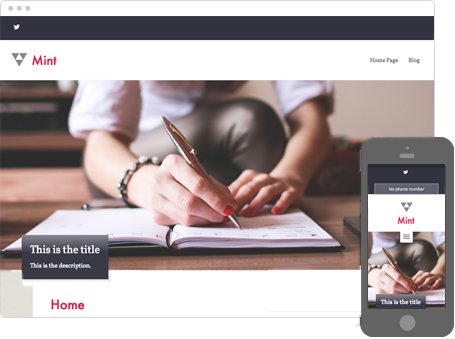 Mint
Home Page Blog
This is the title
This is the description.
Home
No phone number
Mint
This is the title